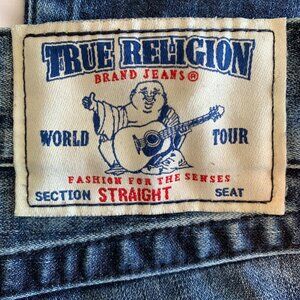 TRUE RELIGION
BRAND JEANS®
WORLD TOUR
FASHION FOR THE SENSES
SECTION STRAIGHT SEAT